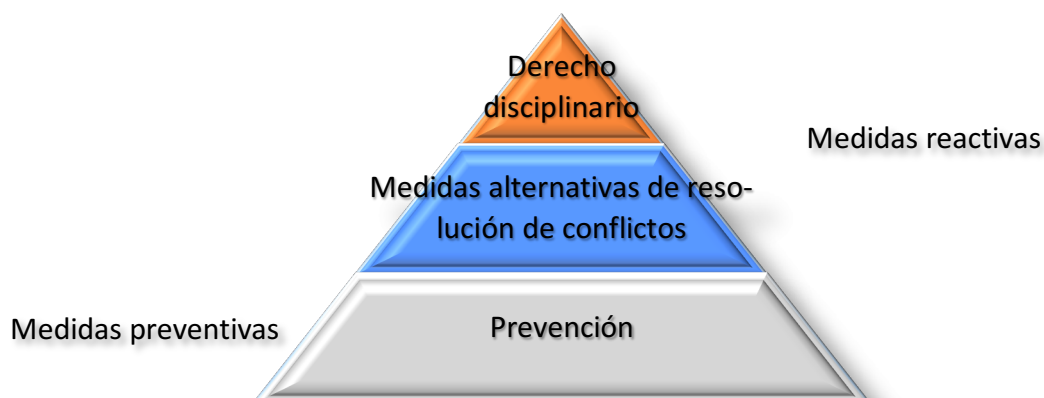 Derecho
disciplinario
Medidas reactivas
Medidas alternativas de reso-
lución de conflictos
Medidas preventivas
Prevención